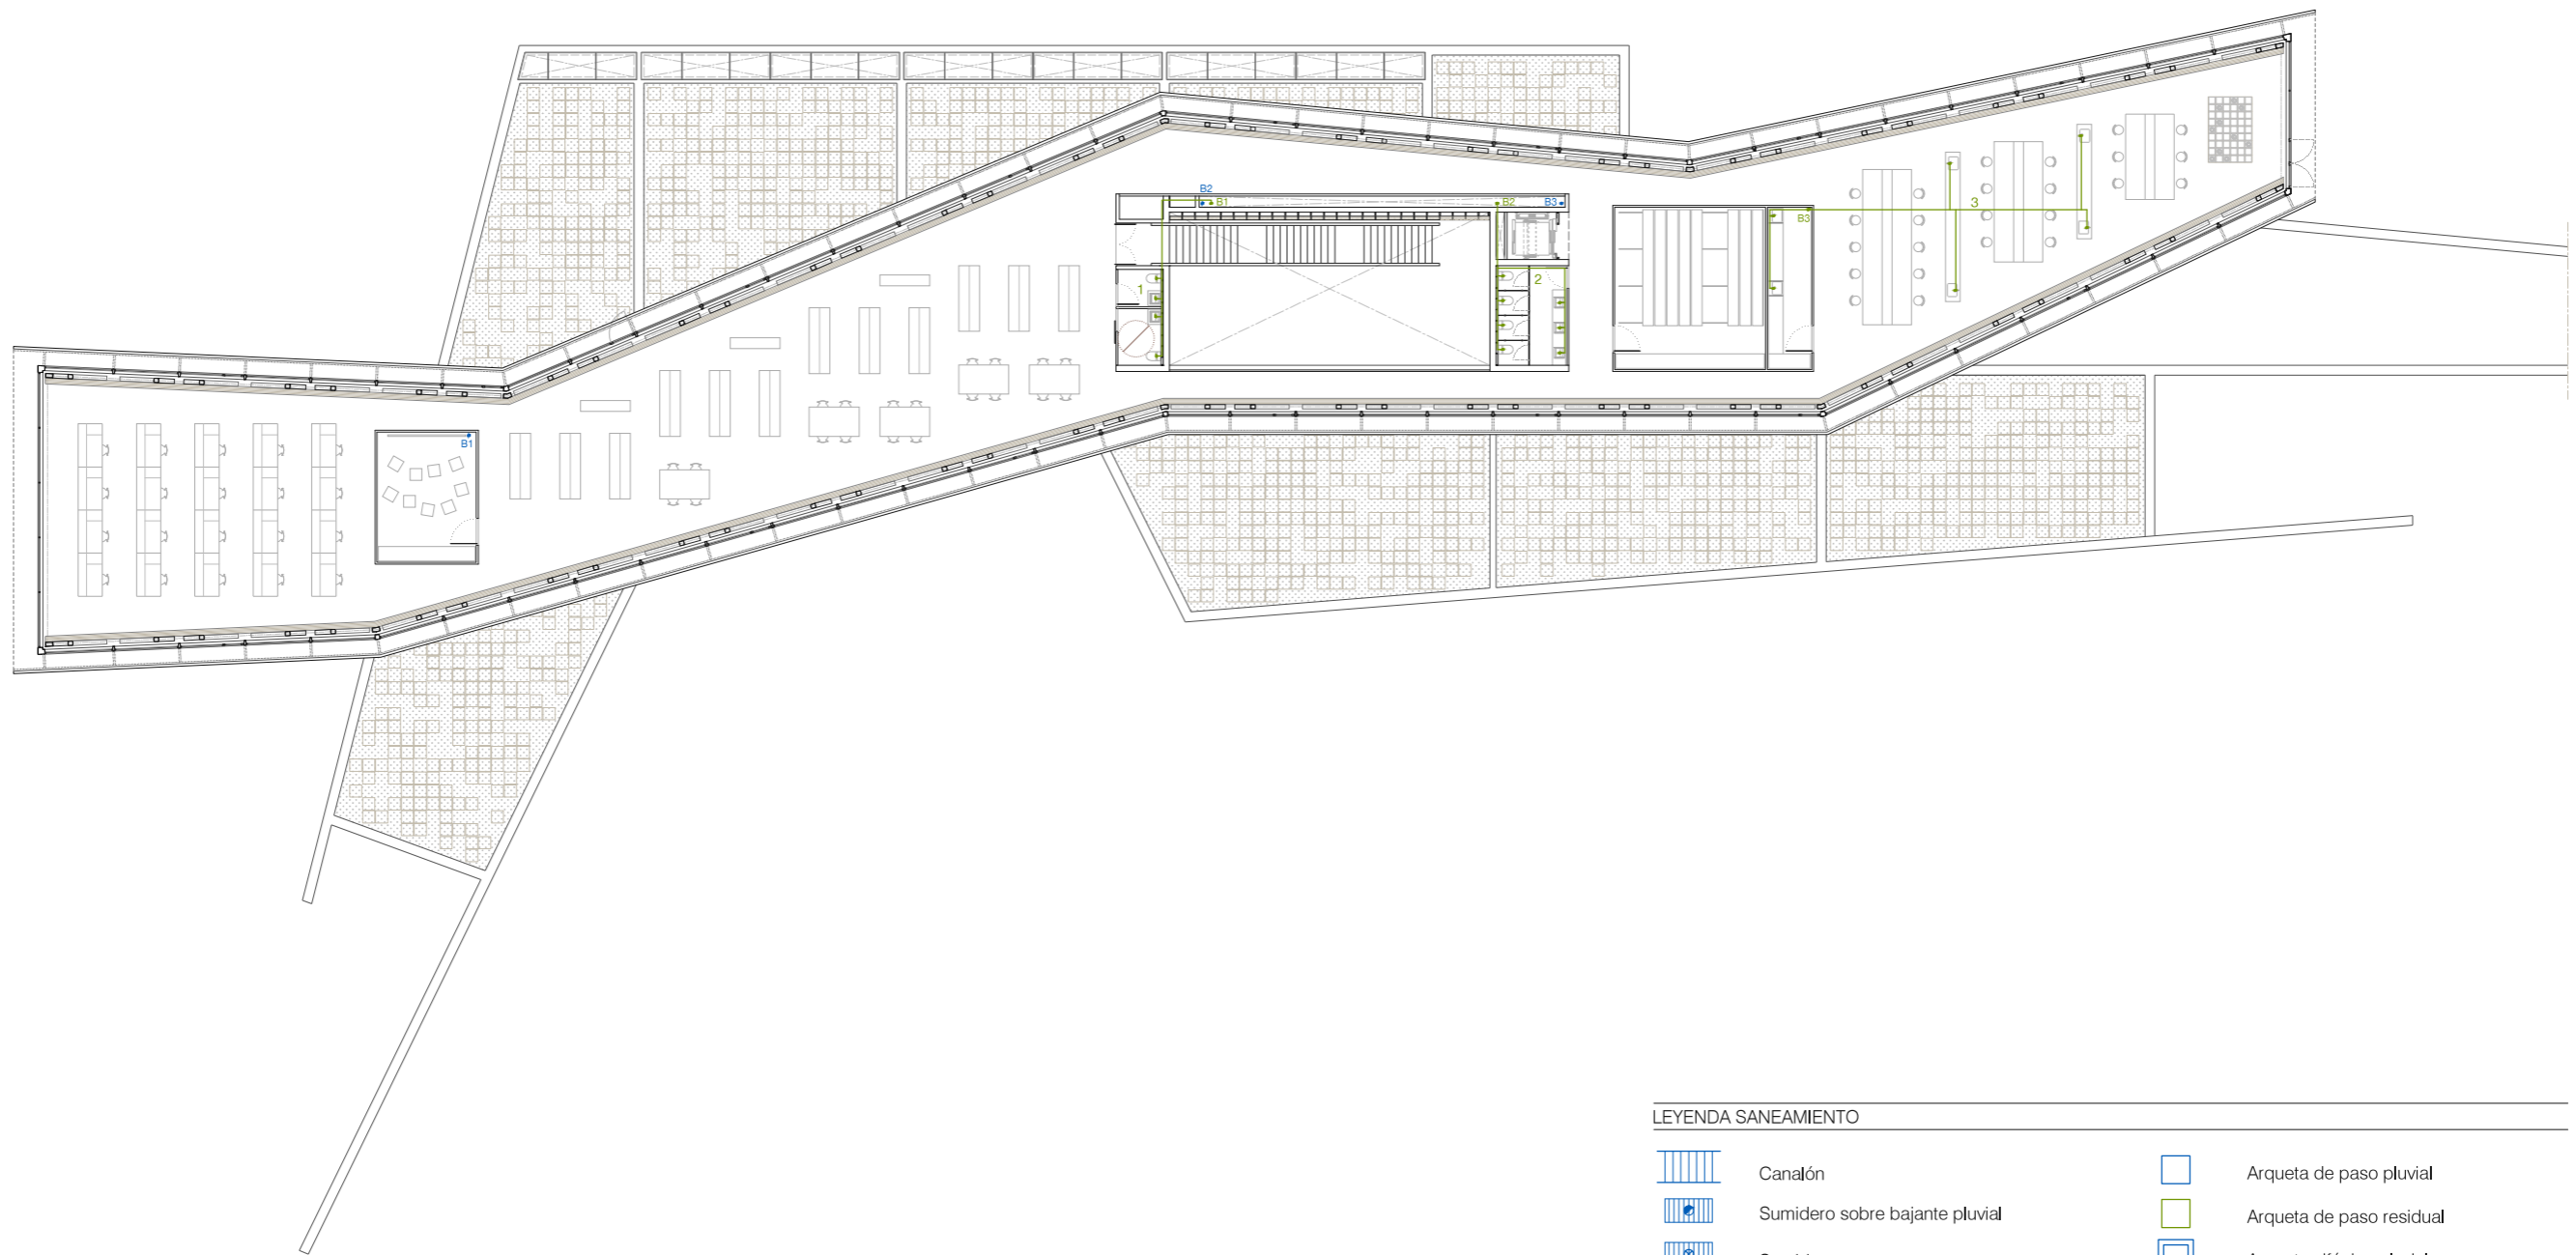 B2
B1
B2
B3
B3
3
1
2
B1
LEYENDA SANEAMIENTO
Canalón
Arqueta de paso pluvial
Sumidero sobre bajante pluvial
Arqueta de paso residual